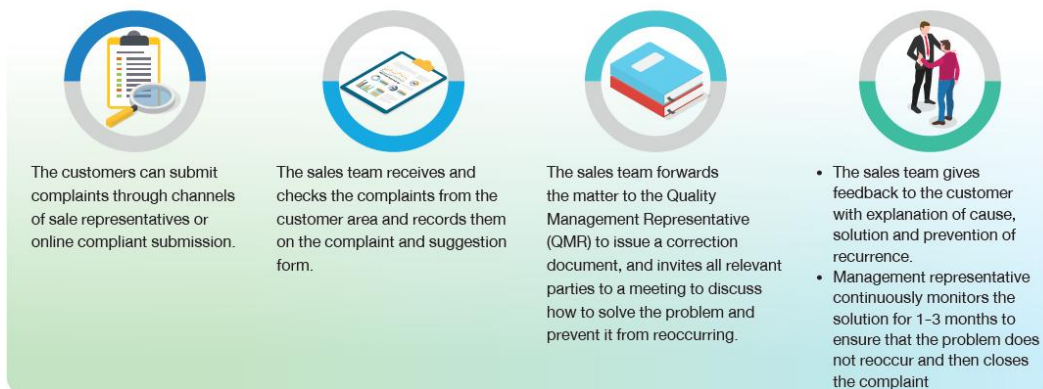 The customers can submit
complaints through channels
of sale representatives or
online compliant submission.
The sales team receives and
checks the complaints from the
customer area and records them
on the complaint and suggestion
form.
The sales team forwards
the matter to the Quality
Management Representative
(QMR) to issue a correction
document, and invites all relevant
parties to a meeting to discuss
how to solve the problem and
prevent it from reoccurring.
• The sales team gives
feedback to the customer
with explanation of cause,
solution and prevention of
recurrence.
• Management representative
continuously monitors the
solution for 1-3 months to
ensure that the problem does
not reoccur and then closes
the complaint